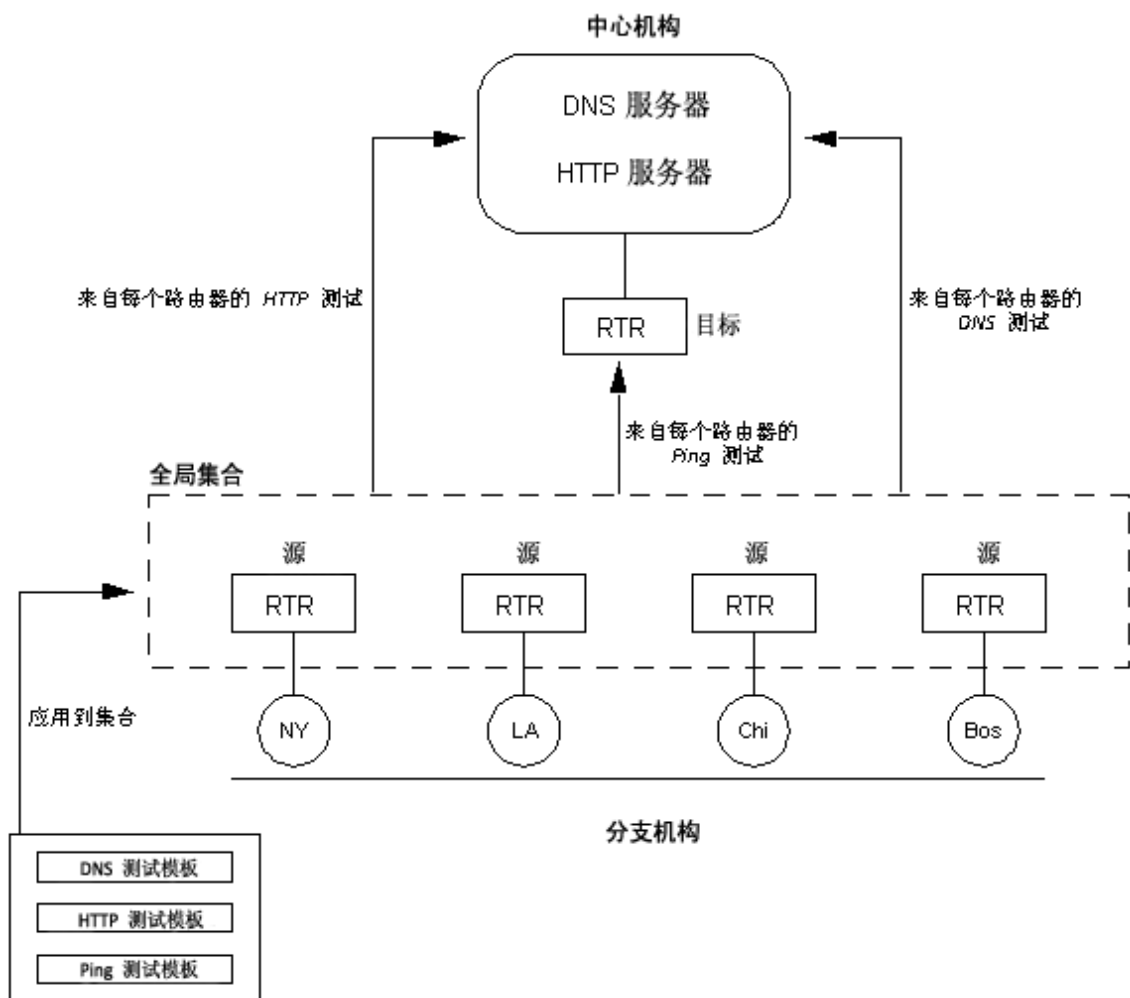 中心机构
DNS 服务器
HTTP 服务器
来自每个路由器的 HTTP 测试
来自每个路由器的
DNS 测试
RTR
目标
来自每个路由器的
Ping 测试
全局集合
源
源
源
源
RTR
RTR
RTR
RTR
应用到集合
NY
LA
Chi
Bos
分支机构
DNS 测试模板
HTTP 测试模板
Ping 测试模板